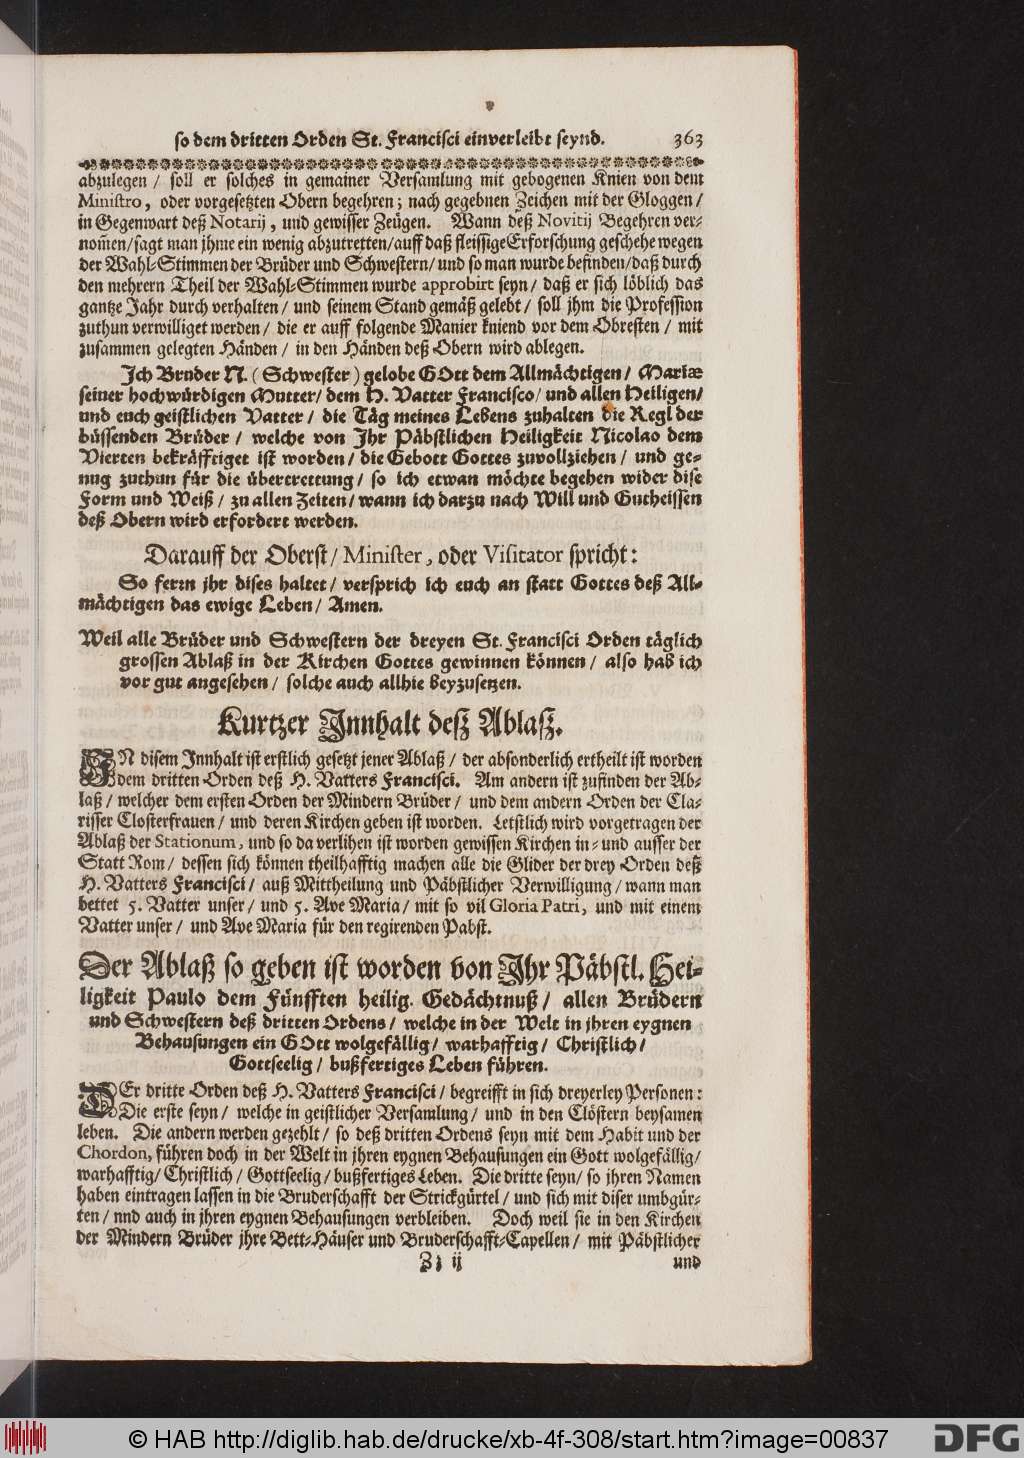 so dem dritten Orden St. Francisci einverleibt seynd. 363
abzulegen / soll er solches in gemainer Versamlung mit gebogenen Knien von dem
Ministro, oder vorgesetzten Obern begehren; nach gegebnen Zeichen mit der Gloggen /
in Gegenwart deß Notarij, und gewisser Zeügen. Wann deß Novitij Begehren ver-
nom̃en / sagt man jhme ein wenig abzutretten / auff daß fleissige Erforschung geschehe wegen
der Wahl-Stimmen der Brüder und Schwestern / und so man wurde befinden / daß durch
den mehrern Theil der Wahl-Stimmen wurde approbirt seyn / daß er sich löblich das
gantze Jahr durch verhalten / und seinem Stand gemäß gelebt / soll jhm die Profession
zuthun verwilliget werden / die er auff folgende Manier kniend vor dem Obresten / mit
zusammen gelegten Händen / in den Händen deß Obern wird ablegen.
Ich Bruder N. (Schwester) gelobe GOtt dem Allmächtigen / Mariæ
seiner hochwürdigen Mutter / dem H. Vatter Francisco / und allen Heiligen /
und euch geistlichen Vatter / die Täg meines Lebens zuhalten die Regl der
büssenden Brüder / welche von Ihr Päbstlichen Heiligkeit Nicolao dem
Vierten bekräfftiget ist worden / die Gebott Gottes zuvollziehen / und ge-
nug zuthun für die übertrettung / so ich etwan möchte begehen wider dise
Form und Weiß / zu allen Zeiten / wann ich darzu nach Will und Gutheissen
deß Obern wird erfordert werden.
Darauff der Oberst / Minister, oder Visitator spricht:
So fern jhr dises haltet / versprich ich euch an statt Gottes deß All-
mächtigen das ewige Leben / Amen.
Weil alle Brüder und Schwestern der dreyen St. Francisci Orden täglich
grossen Ablaß in der Kirchen Gottes gewinnen können / also hab ich
vor gut angesehen / solche auch allhie beyzusetzen.
Kurtzer Innhalt deß Ablaß.
IN disem Innhalt ist erstlich gesetzt jener Ablaß / der absonderlich ertheilt ist worden
dem dritten Orden deß H. Vatters Francisci. Am andern ist zufinden der Ab-
laß / welcher dem ersten Orden der Mindern Brüder / und dem andern Orden der Cla-
risser Closterfrauen / und deren Kirchen geben ist worden. Letstlich wird vorgetragen der
Ablaß der Stationum, und so da verlihen ist worden gewissen Kirchen in- und ausser der
Statt Rom / dessen sich können theilhafftig machen alle die Glider der drey Orden deß
H. Vatters Francisci / auß Mittheilung und Päbstlicher Verwilligung / wann man
bettet 5. Vatter unser / und 5. Ave Maria / mit so vil Gloria Patri, und mit einem
Vatter unser / und Ave Maria für den regirenden Pabst.
Der Ablaß so geben ist worden von Ihr Päbstl. Hei-
ligkeit Paulo dem Fünfften heilig. Gedächtnuß / allen Brüdern
und Schwestern deß dritten Ordens / welche in der Welt in jhren eygnen
Behausungen ein GOtt wolgefällig / warhafftig / Christlich /
Gottseelig / bußfertiges Leben führen.
DEr dritte Orden deß H. Vatters Francisci / begreifft in sich dreyerley Personen:
Die erste seyn / welche in geistlicher Versamlung / und in den Clöstern beysamen
leben. Die andern werden gezehlt / so deß dritten Ordens seyn mit dem Habit und der
Chordon, führen doch in der Welt in jhren eygnen Behausungen ein Gott wolgefällig /
warhafftig / Christlich / Gottseelig / bußfertiges Leben. Die dritte seyn / so ihren Namen
haben eintragen lassen in die Bruderschafft der Strickgürtel / und sich mit diser umbgür-
ten / nnd auch in jhren eygnen Behausungen verbleiben. Doch weil sie in den Kirchen
der Mindern Brüder jhre Bett-Häuser und Bruderschafft-Capellen / mit Päbstlicher
Zz ij und
© HAB http://diglib.hab.de/drucke/xb-4f-308/start.htm?image=00837
DFG